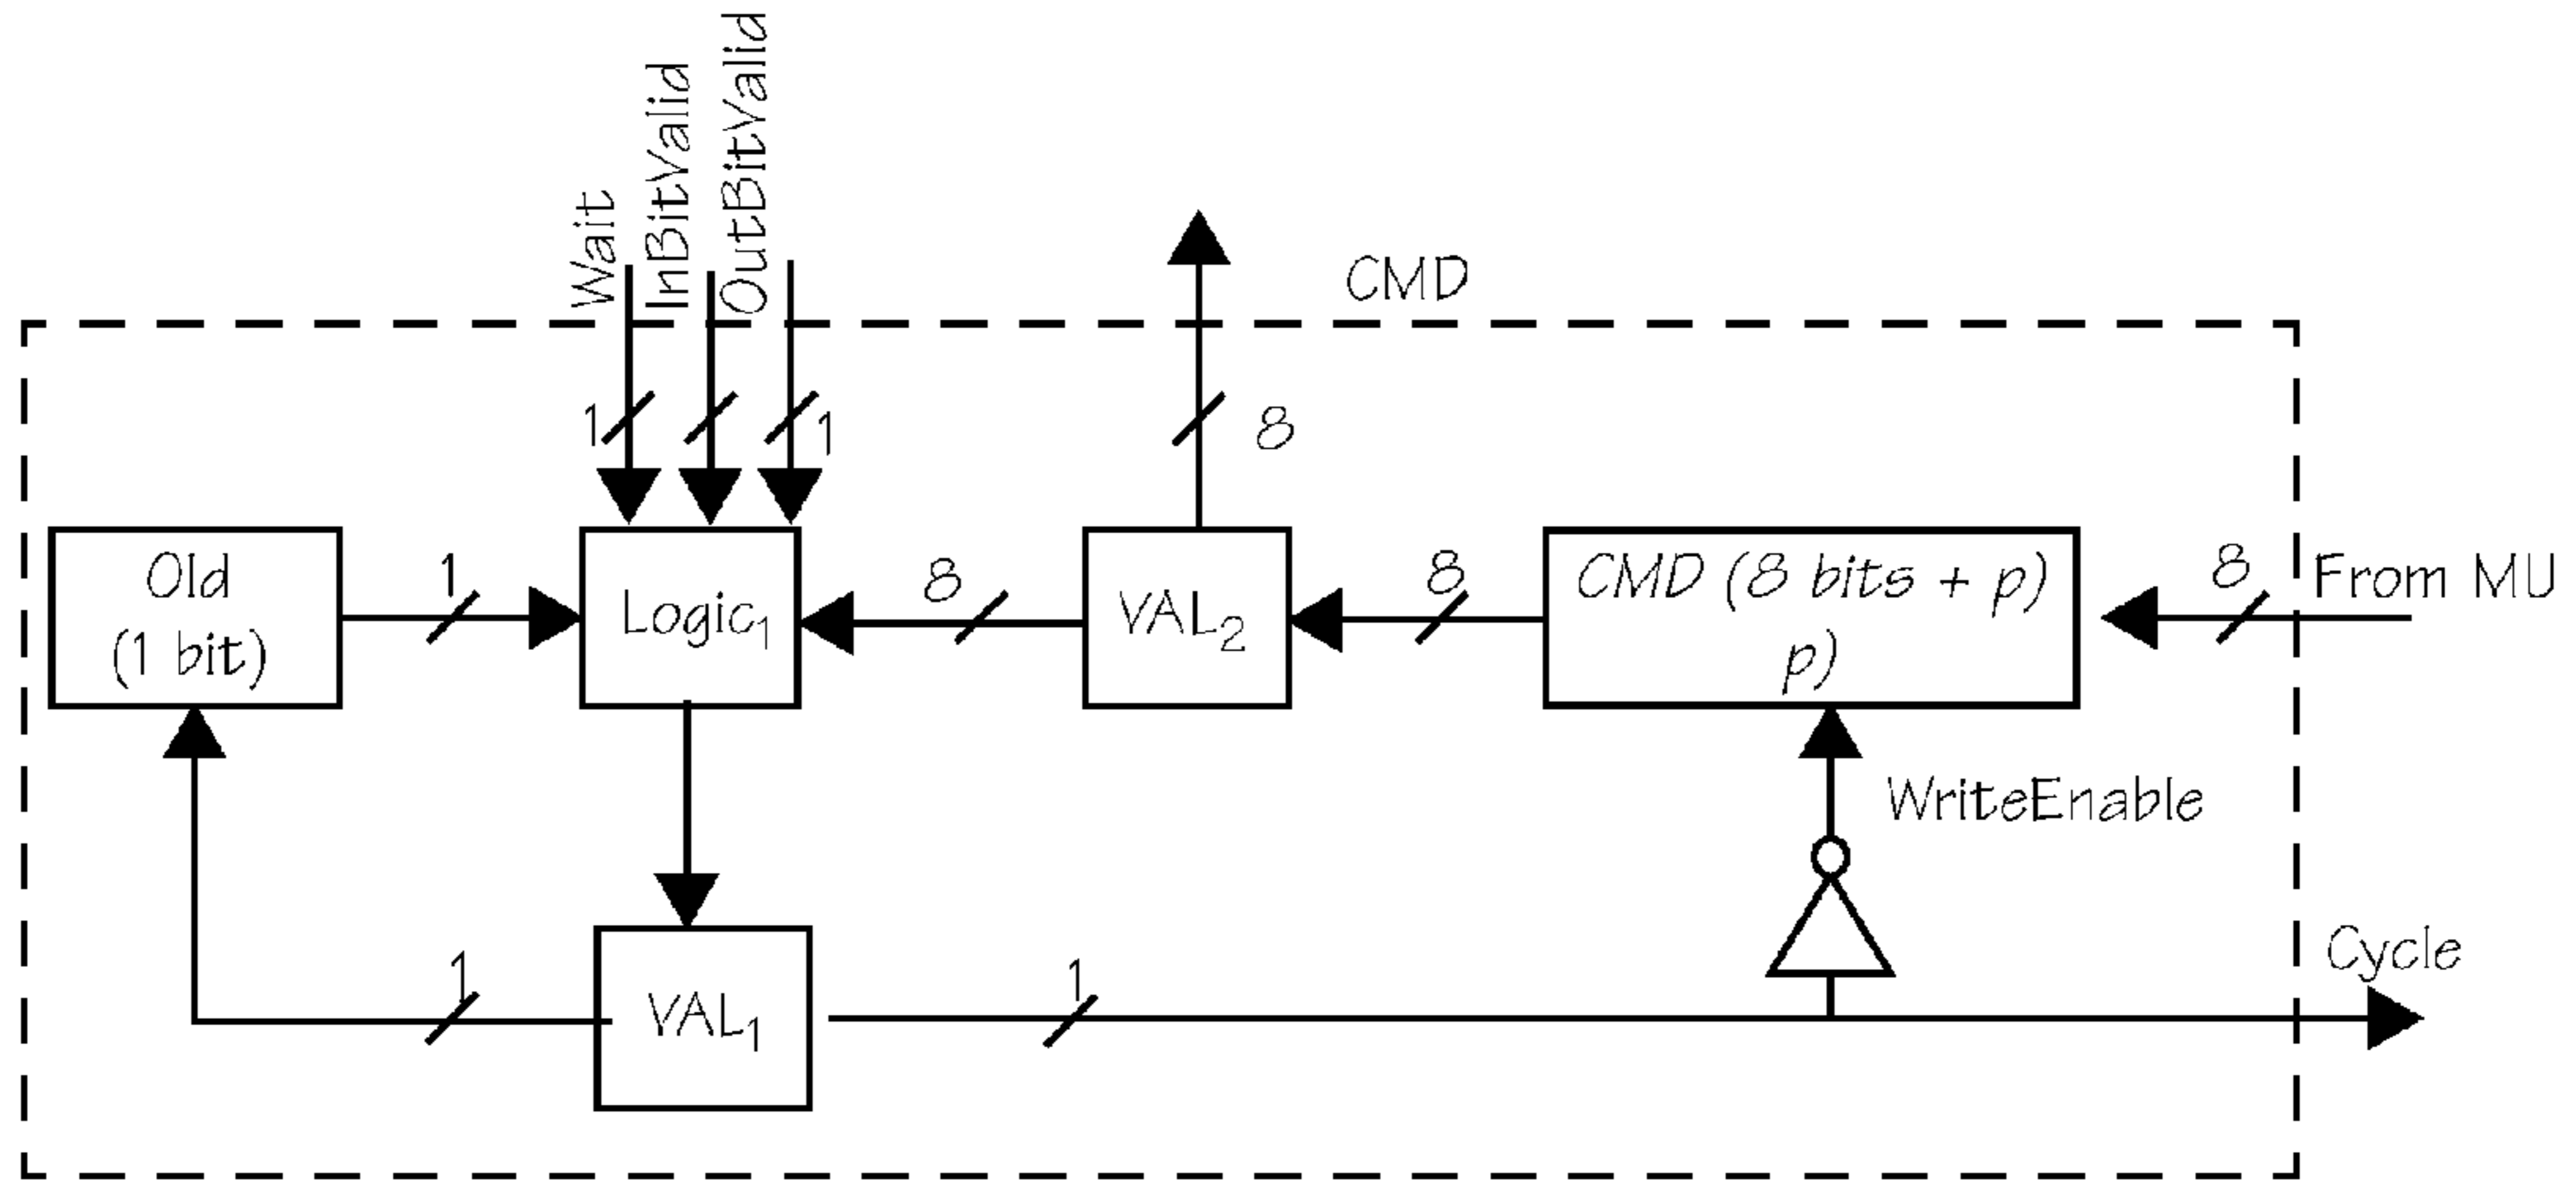 Wait
InBitValid
OutBitValid
CMD
1
1
8
Old
(1 bit)
1
Logic1
8
VAL2
8
CMD (8 bits + p)
p)
8
From MU
WriteEnable
1
VAL1
1
Cycle